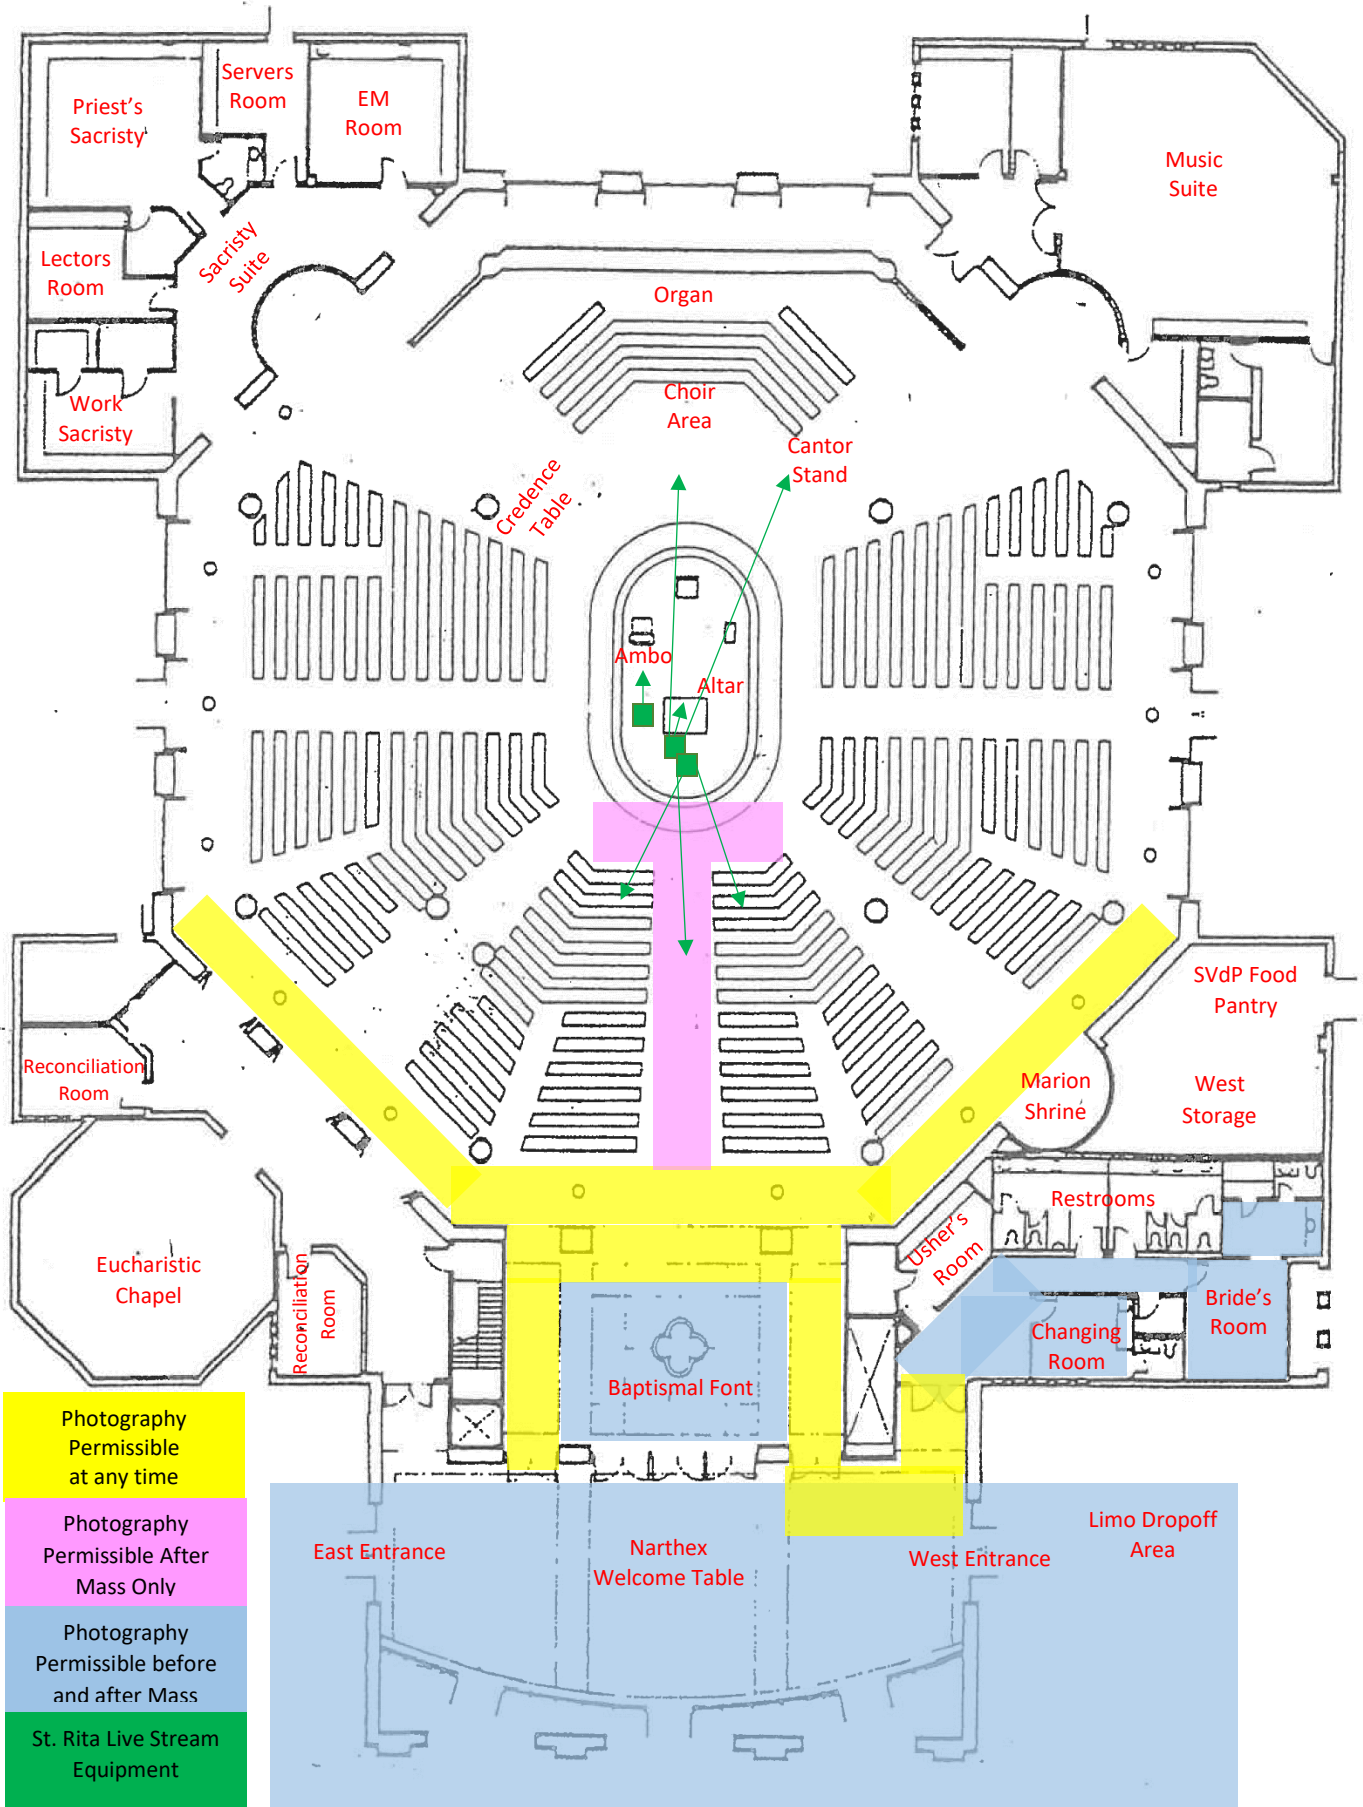 Servers
Room
Priest's
Sacristy
EM
Room
Music
Suite
Lectors
Room
Sacristy
Suite
Organ
Work
Sacristy
Choir
Area
Cantor
Stand
Credence
Table
Ambo
Altar
SVdP Food
Pantry
Reconciliation
Room
Marion
Shrine
West
Storage
Restrooms
Usher's
Room
Eucharistic
Chapel
Reconciliation
Room
Bride's
Room
Changing
Room
Baptismal Font
Photography
Permissible
at any time
Photography
Permissible After
Mass Only
Photography
Permissible before
and after Mass
St. Rita Live Stream
Equipment
East Entrance
Narthex
Welcome Table
West Entrance
Limo Dropoff
Area